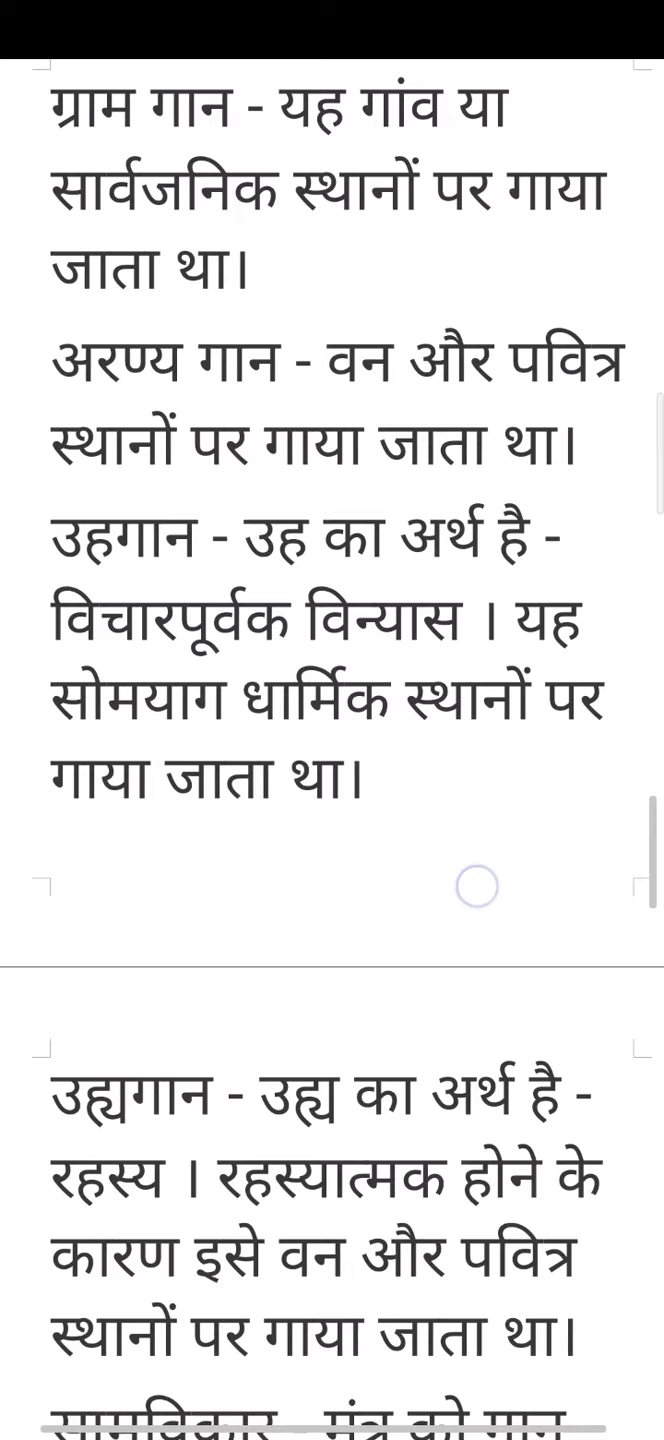 ग्राम गान - यह गांव या
सार्वजनिक स्थानों पर गाया
जाता था।
अरण्य गान - वन और पवित्र
स्थानों पर गाया जाता था।
उहगान - उह का अर्थ है -
विचारपूर्वक विन्यास । यह
सोमयाग धार्मिक स्थानों पर
गाया जाता था।
उह्यगान - उह्य का अर्थ है -
रहस्य । रहस्यात्मक होने के
कारण इसे वन और पवित्र
स्थानों पर गाया जाता था।
सामविकार - मंत्र को गान